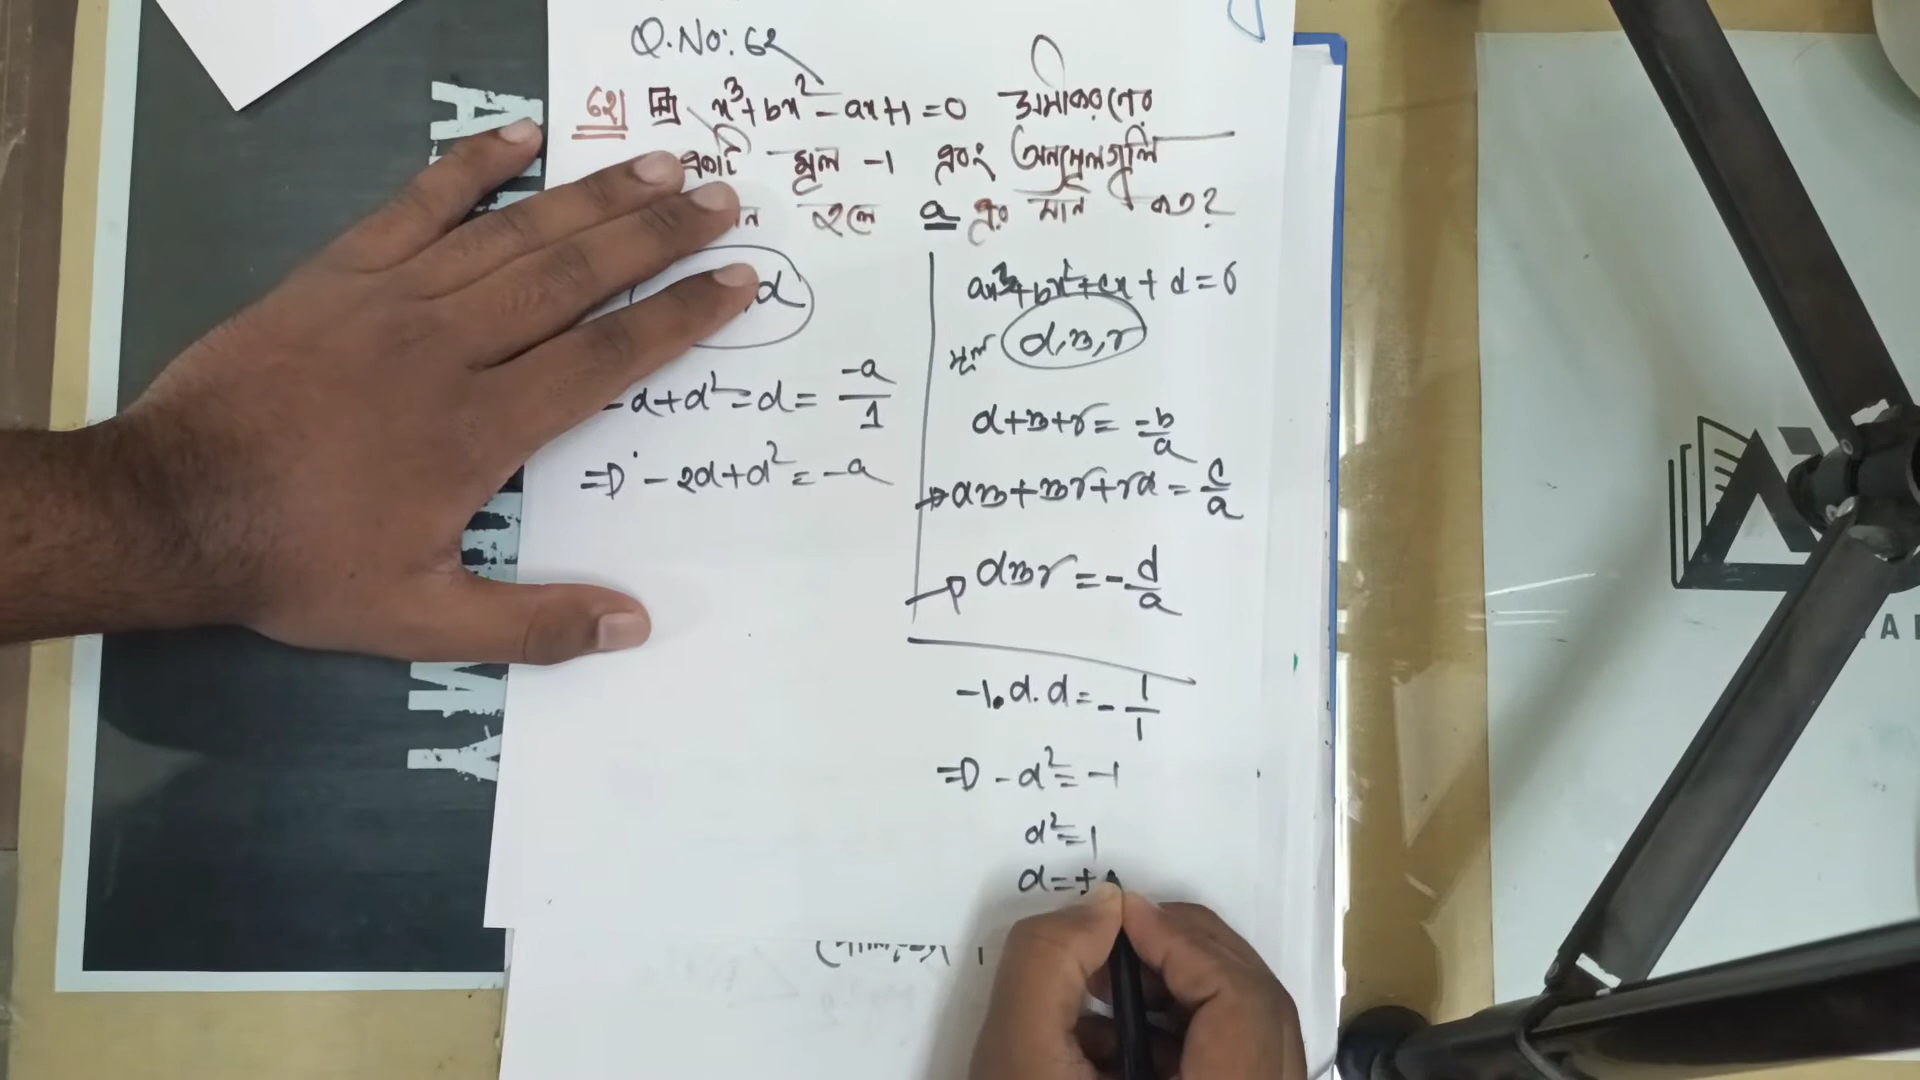 Q.No: 62
62| x³+bx²-ax+1=0 সমীকরণের
একটি মূল -1 এবং অন্যমূলগুলি
হলে a এর মান কত?
α
-α+α²-α = -a/1
=> -2α+α² = -a
ax³+bx²+cx+d=0
মূল α,β,γ
α+β+γ = -b/a
→ αβ+βγ+γα = c/a
→ αβγ = -d/a
-1.α.α = -1/1
=> -α² = -1
α² = 1
α = ±